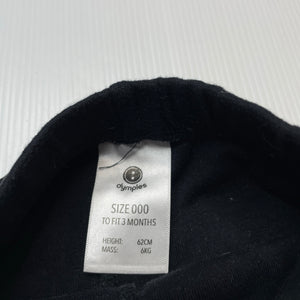 dymples
SIZE 000
TO FIT 3 MONTHS
HEIGHT: 62CM
MASS: 6KG